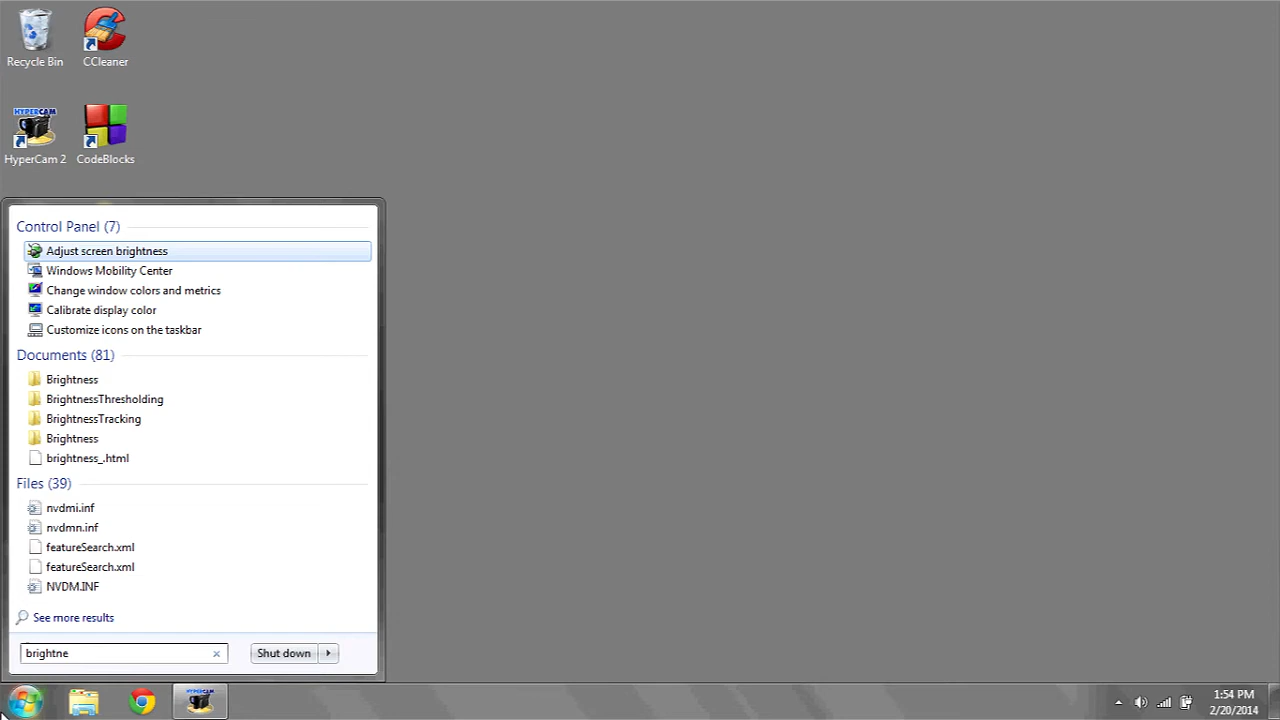 Recycle Bin
CCleaner
HYPERCAM
HyperCam 2
CodeBlocks
Control Panel (7)
Adjust screen brightness
Windows Mobility Center
Change window colors and metrics
Calibrate display color
Customize icons on the taskbar
Documents (81)
Brightness
BrightnessThresholding
BrightnessTracking
Brightness
brightness_.html
Files (39)
nvdmi.inf
nvdmn.inf
featureSearch.xml
featureSearch.xml
NVDM.INF
See more results
brightne
Shut down
HYPERCAM
1:54 PM
2/20/2014